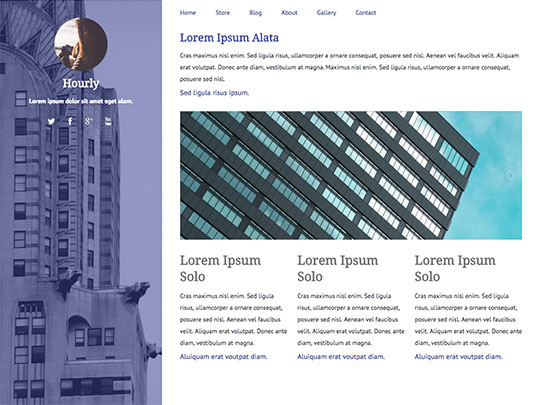 Hourly
Lorem ipsum dolor sit amet eget alam.
Home Store Blog About Gallery Contact
Lorem Ipsum Alata
Cras maximus nisl enim. Sed ligula risus, ullamcorper a ornare consequat, posuere sed nisl. Aenean vel faucibus velit. Aliquam
erat volutpat. Donec ante diam, vestibulum at magna. Maximus nisl enim. Sed ligula risus, ullamcorper a ornare consequat,
posuere sed nisl.
Sed ligula risus ipsum.
Lorem Ipsum
Solo
Cras maximus nisl enim. Sed ligula
risus, ullamcorper a ornare consequat,
posuere sed nisl. Aenean vel faucibus
velit. Aliquam erat volutpat. Donec ante
diam, vestibulum at magna.
Aluiquam erat voutpat diam.
Lorem Ipsum
Solo
Cras maximus nisl enim. Sed ligula
risus, ullamcorper a ornare consequat,
posuere sed nisl. Aenean vel faucibus
velit. Aliquam erat volutpat. Donec ante
diam, vestibulum at magna.
Aluiquam erat voutpat diam.
Lorem Ipsum
Solo
Cras maximus nisl enim. Sed ligula
risus, ullamcorper a ornare consequat,
posuere sed nisl. Aenean vel faucibus
velit. Aliquam erat volutpat. Donec ante
diam, vestibulum at magna.
Aluiquam erat voutpat diam.